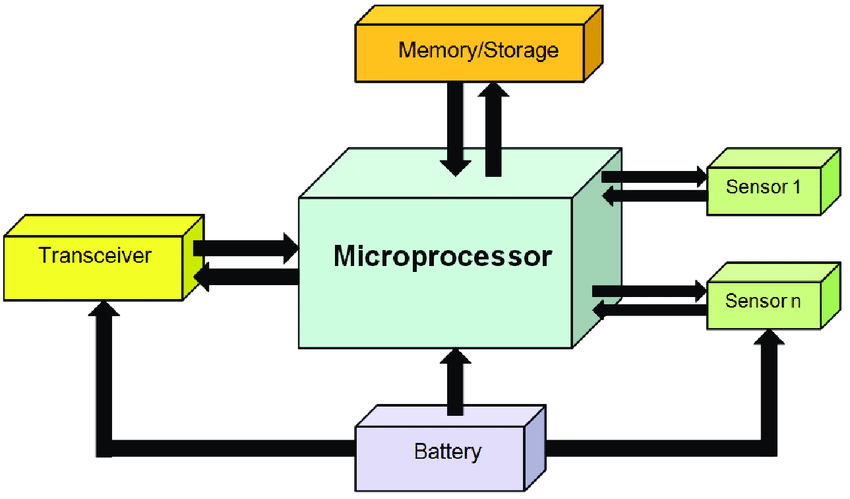 Memory/Storage
Sensor 1
Transceiver
Microprocessor
Sensor n
Battery